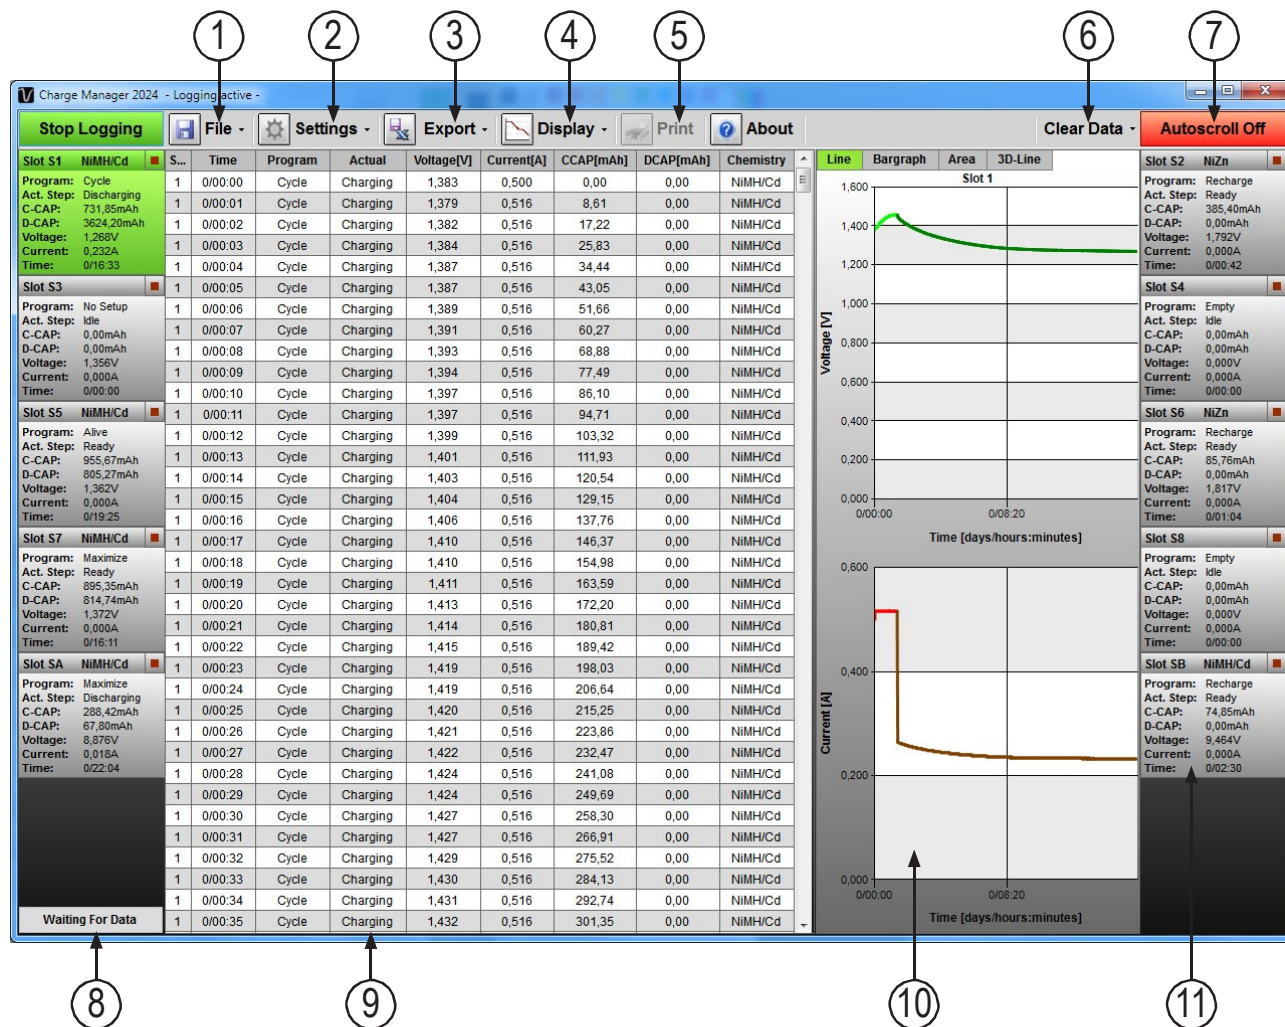 1 2 3 4 5 6 7
Charge Manager 2024 - Logging active -
Stop Logging File Settings Export Display Print About Clear Data Autoscroll Off
Slot S1 NiMH/Cd
Program: Cycle
Act. Step: Discharging
C-CAP: 731,85mAh
D-CAP: 3624,20mAh
Voltage: 1,268V
Current: 0,232A
Time: 0/16:33
Slot S3
Program: No Setup
Act. Step: Idle
C-CAP: 0,00mAh
D-CAP: 0,00mAh
Voltage: 1,356V
Current: 0,000A
Time: 0/00:00
Slot S5 NiMH/Cd
Program: Alive
Act. Step: Ready
C-CAP: 955,67mAh
D-CAP: 805,27mAh
Voltage: 1,362V
Current: 0,000A
Time: 0/19:25
Slot S7 NiMH/Cd
Program: Maximize
Act. Step: Ready
C-CAP: 895,35mAh
D-CAP: 814,74mAh
Voltage: 1,372V
Current: 0,000A
Time: 0/16:11
Slot SA NiMH/Cd
Program: Maximize
Act. Step: Discharging
C-CAP: 288,42mAh
D-CAP: 67,80mAh
Voltage: 8,876V
Current: 0,018A
Time: 0/22:04
Waiting For Data
S... Time Program Actual Voltage[V] Current[A] CCAP[mAh] DCAP[mAh] Chemistry
1 0/00:00 Cycle Charging 1,383 0,500 0,00 0,00 NiMH/Cd
1 0/00:01 Cycle Charging 1,379 0,516 8,61 0,00 NiMH/Cd
1 0/00:02 Cycle Charging 1,382 0,516 17,22 0,00 NiMH/Cd
1 0/00:03 Cycle Charging 1,384 0,516 25,83 0,00 NiMH/Cd
1 0/00:04 Cycle Charging 1,387 0,516 34,44 0,00 NiMH/Cd
1 0/00:05 Cycle Charging 1,387 0,516 43,05 0,00 NiMH/Cd
1 0/00:06 Cycle Charging 1,389 0,516 51,66 0,00 NiMH/Cd
1 0/00:07 Cycle Charging 1,391 0,516 60,27 0,00 NiMH/Cd
1 0/00:08 Cycle Charging 1,393 0,516 68,88 0,00 NiMH/Cd
1 0/00:09 Cycle Charging 1,394 0,516 77,49 0,00 NiMH/Cd
1 0/00:10 Cycle Charging 1,397 0,516 86,10 0,00 NiMH/Cd
1 0/00:11 Cycle Charging 1,397 0,516 94,71 0,00 NiMH/Cd
1 0/00:12 Cycle Charging 1,399 0,516 103,32 0,00 NiMH/Cd
1 0/00:13 Cycle Charging 1,401 0,516 111,93 0,00 NiMH/Cd
1 0/00:14 Cycle Charging 1,403 0,516 120,54 0,00 NiMH/Cd
1 0/00:15 Cycle Charging 1,404 0,516 129,15 0,00 NiMH/Cd
1 0/00:16 Cycle Charging 1,406 0,516 137,76 0,00 NiMH/Cd
1 0/00:17 Cycle Charging 1,410 0,516 146,37 0,00 NiMH/Cd
1 0/00:18 Cycle Charging 1,410 0,516 154,98 0,00 NiMH/Cd
1 0/00:19 Cycle Charging 1,411 0,516 163,59 0,00 NiMH/Cd
1 0/00:20 Cycle Charging 1,413 0,516 172,20 0,00 NiMH/Cd
1 0/00:21 Cycle Charging 1,414 0,516 180,81 0,00 NiMH/Cd
1 0/00:22 Cycle Charging 1,415 0,516 189,42 0,00 NiMH/Cd
1 0/00:23 Cycle Charging 1,419 0,516 198,03 0,00 NiMH/Cd
1 0/00:24 Cycle Charging 1,419 0,516 206,64 0,00 NiMH/Cd
1 0/00:25 Cycle Charging 1,420 0,516 215,25 0,00 NiMH/Cd
1 0/00:26 Cycle Charging 1,421 0,516 223,86 0,00 NiMH/Cd
1 0/00:27 Cycle Charging 1,422 0,516 232,47 0,00 NiMH/Cd
1 0/00:28 Cycle Charging 1,424 0,516 241,08 0,00 NiMH/Cd
1 0/00:29 Cycle Charging 1,424 0,516 249,69 0,00 NiMH/Cd
1 0/00:30 Cycle Charging 1,427 0,516 258,30 0,00 NiMH/Cd
1 0/00:31 Cycle Charging 1,427 0,516 266,91 0,00 NiMH/Cd
1 0/00:32 Cycle Charging 1,429 0,516 275,52 0,00 NiMH/Cd
1 0/00:33 Cycle Charging 1,430 0,516 284,13 0,00 NiMH/Cd
1 0/00:34 Cycle Charging 1,431 0,516 292,74 0,00 NiMH/Cd
1 0/00:35 Cycle Charging 1,432 0,516 301,35 0,00 NiMH/Cd
Line Bargraph Area 3D-Line
Slot 1
Voltage [V]
1,600
1,400
1,200
1,000
0,800
0,600
0,400
0,200
0,000
0/00:00 0/08:20
Time [days/hours:minutes]
Current [A]
0,600
0,400
0,200
0,000
0/00:00 0/08:20
Time [days/hours:minutes]
Slot S2 NiZn
Program: Recharge
Act. Step: Ready
C-CAP: 385,40mAh
D-CAP: 0,00mAh
Voltage: 1,792V
Current: 0,000A
Time: 0/00:42
Slot S4
Program: Empty
Act. Step: Idle
C-CAP: 0,00mAh
D-CAP: 0,00mAh
Voltage: 0,000V
Current: 0,000A
Time: 0/00:00
Slot S6 NiZn
Program: Recharge
Act. Step: Ready
C-CAP: 85,76mAh
D-CAP: 0,00mAh
Voltage: 1,817V
Current: 0,000A
Time: 0/01:04
Slot S8
Program: Empty
Act. Step: Idle
C-CAP: 0,00mAh
D-CAP: 0,00mAh
Voltage: 0,000V
Current: 0,000A
Time: 0/00:00
Slot SB NiMH/Cd
Program: Recharge
Act. Step: Ready
C-CAP: 74,85mAh
D-CAP: 0,00mAh
Voltage: 9,464V
Current: 0,000A
Time: 0/02:30
8 9 10 11